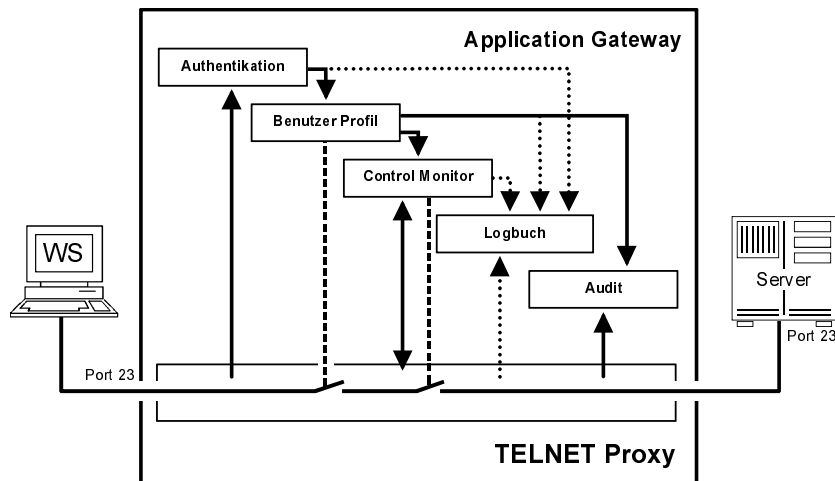 Application Gateway
Authentikation
Benutzer Profil
Control Monitor
Logbuch
Audit
WS
Server
Port 23
Port 23
TELNET Proxy